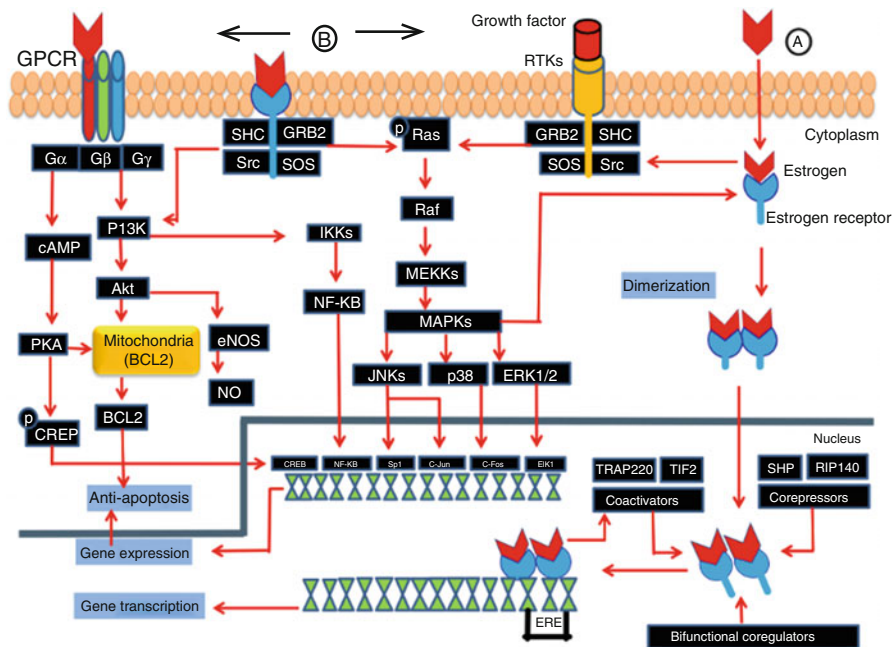 Growth factor
B
A
GPCR
RTKs
Cytoplasm
SHC GRB2
Src SOS
p
Ras
GRB2 SHC
SOS Src
Gα Gβ Gγ
Estrogen
Estrogen receptor
P13K
cAMP
IKKs
Raf
MEKKs
Akt
NF-KB
MAPKs
Dimerization
PKA
Mitochondria
(BCL2)
eNOS
JNKs
p38
ERK1/2
NO
p
CREP
BCL2
Nucleus
CREB NF-KB Sp1 C-Jun C-Fos EIK1
TRAP220 TIF2
Coactivators
SHP RIP140
Corepressors
Anti-apoptosis
Gene expression
Gene transcription
ERE
Bifunctional coregulators